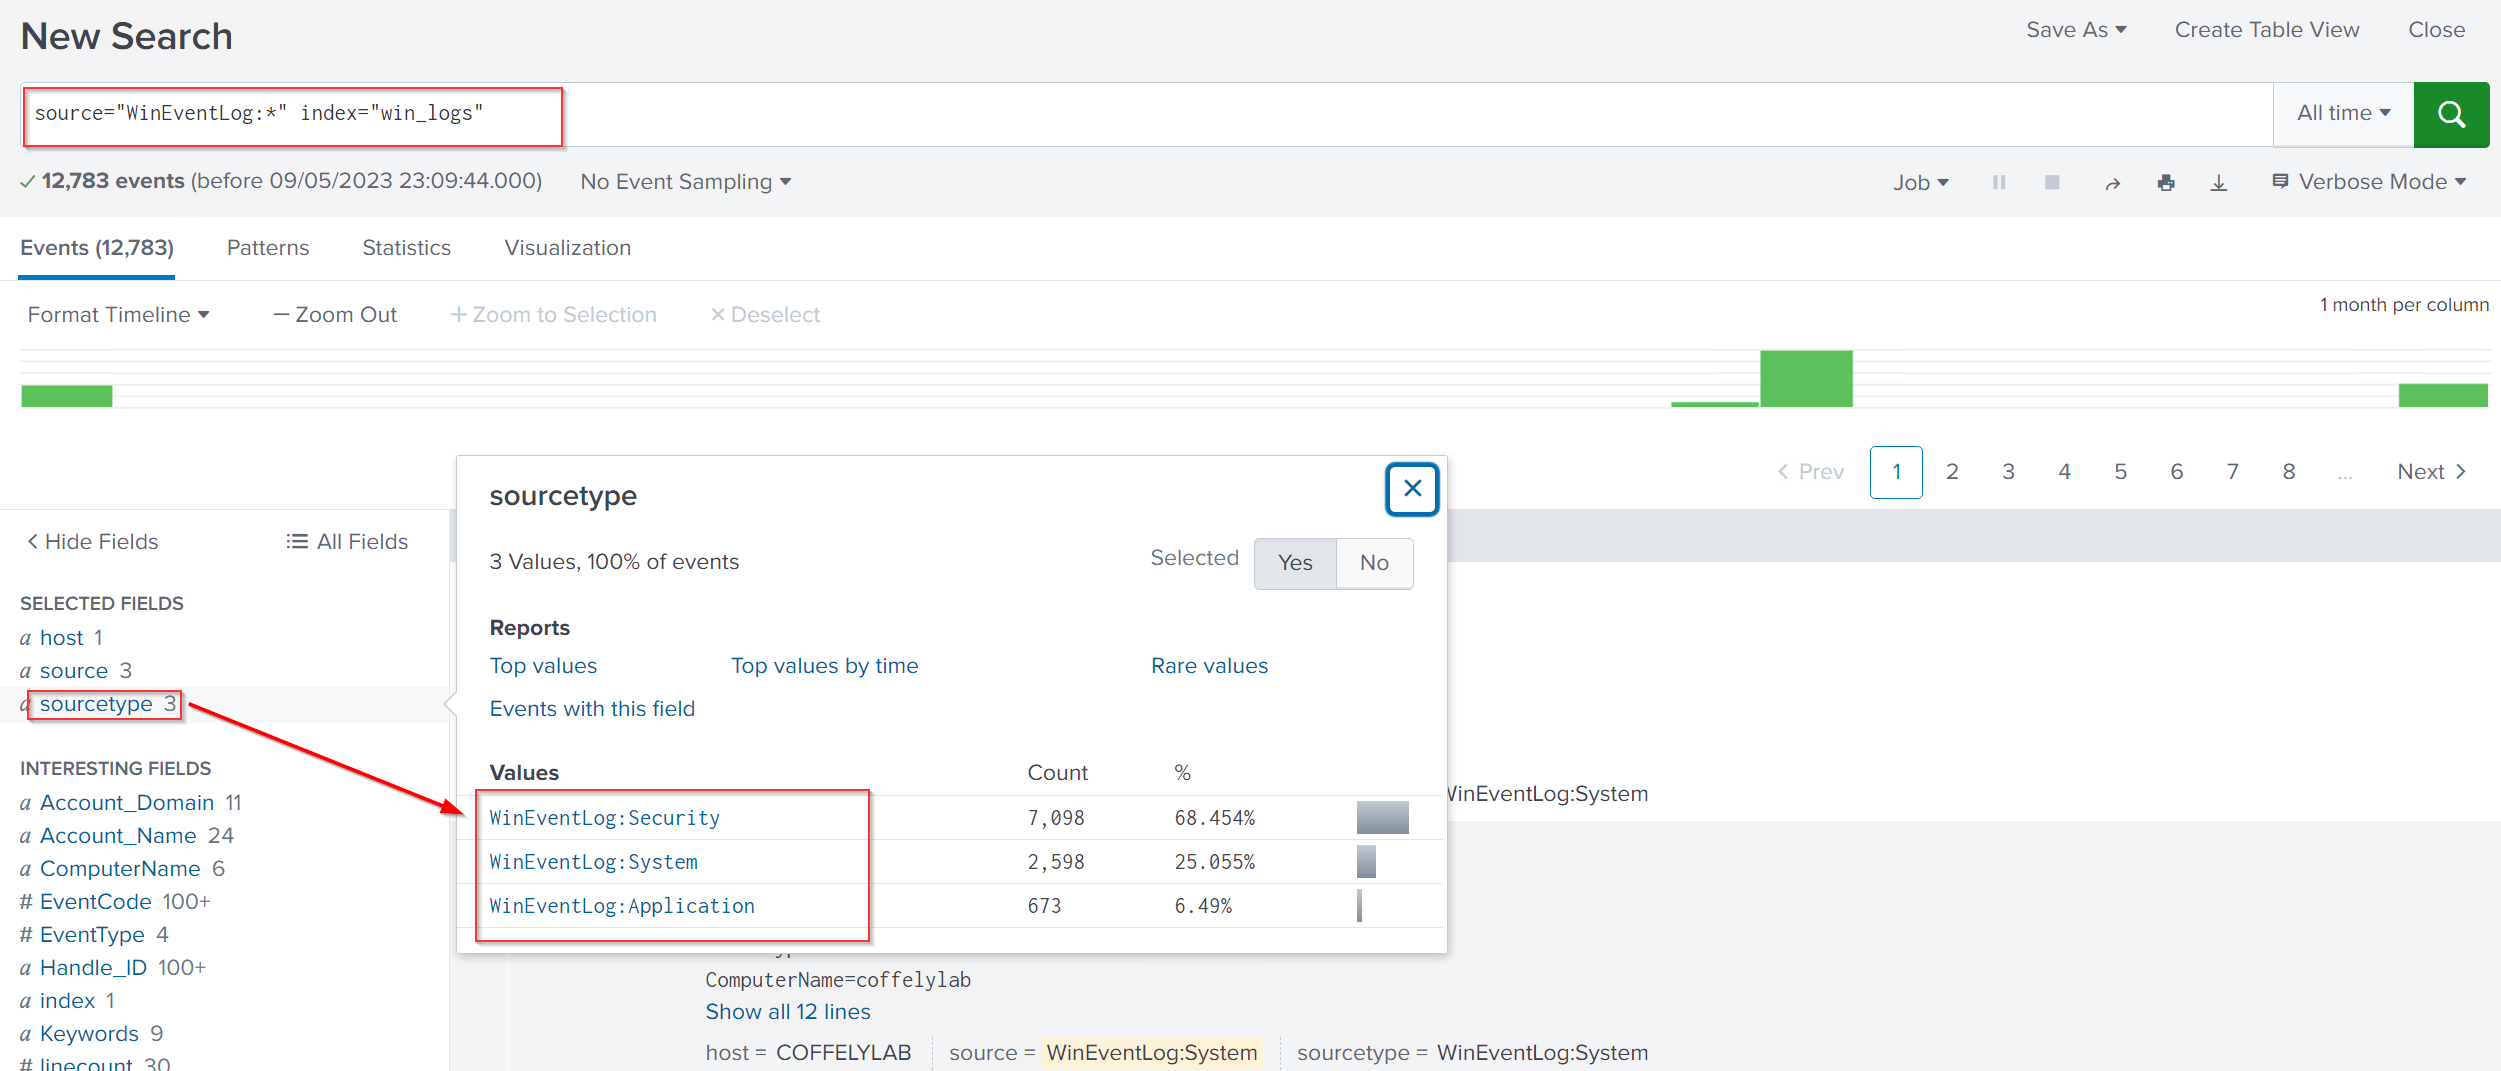 New Search
Save As
Create Table View
Close
source="WinEventLog:*" index="win_logs"
All time
12,783 events (before 09/05/2023 23:09:44.000)
No Event Sampling
Job
Verbose Mode
Events (12,783)
Patterns
Statistics
Visualization
Format Timeline
— Zoom Out
+ Zoom to Selection
× Deselect
1 month per column
< Prev
1
2
3
4
5
6
7
8
...
Next >
< Hide Fields
All Fields
SELECTED FIELDS
a host 1
a source 3
a sourcetype 3
INTERESTING FIELDS
a Account_Domain 11
a Account_Name 24
a ComputerName 6
# EventCode 100+
# EventType 4
a Handle_ID 100+
a index 1
a Keywords 9
# linecount 30
sourcetype
3 Values, 100% of events
Selected
Yes
No
Reports
Top values
Top values by time
Rare values
Events with this field
Values Count %
WinEventLog:Security 7,098 68.454%
WinEventLog:System 2,598 25.055%
WinEventLog:Application 673 6.49%
WinEventLog:System
ComputerName=coffelylab
Show all 12 lines
host = COFFELYLAB
source = WinEventLog:System
sourcetype = WinEventLog:System